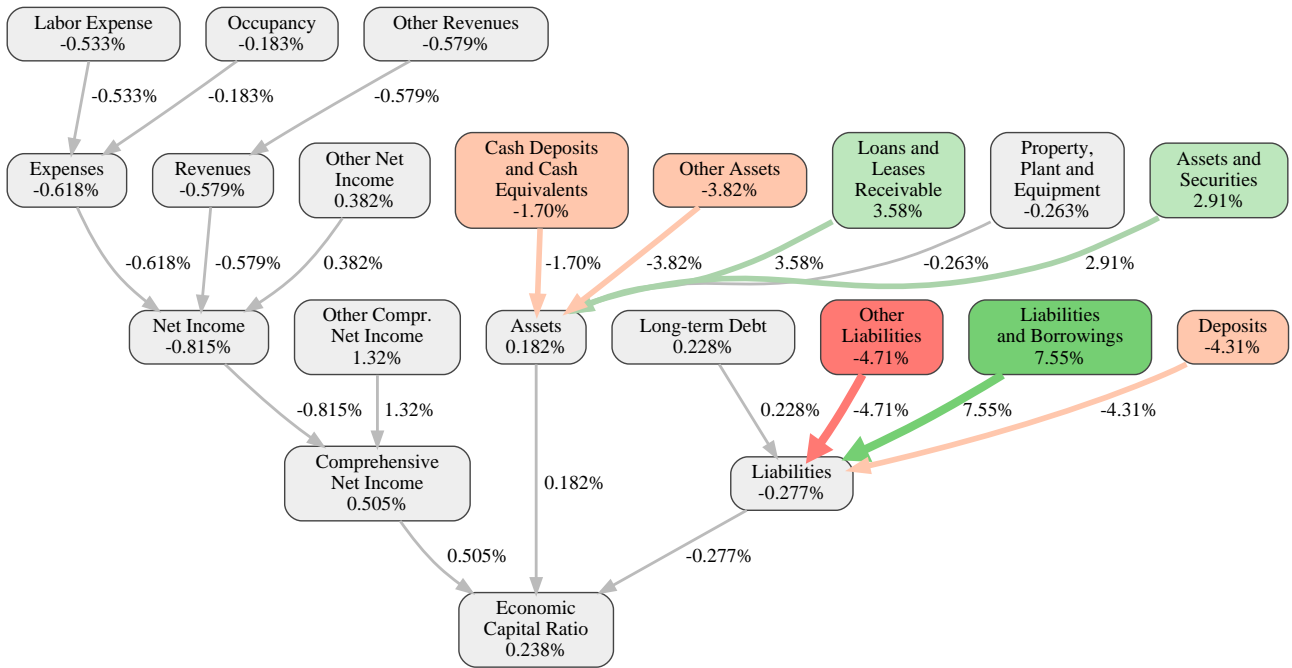 Labor Expense
-0.533%
Occupancy
-0.183%
Other Revenues
-0.579%
-0.533%
-0.183%
-0.579%
Expenses
-0.618%
Revenues
-0.579%
Other Net
Income
0.382%
Cash Deposits
and Cash
Equivalents
-1.70%
Other Assets
-3.82%
Loans and
Leases
Receivable
3.58%
Property,
Plant and
Equipment
-0.263%
Assets and
Securities
2.91%
-0.618%
-0.579%
0.382%
-1.70%
-3.82%
3.58%
-0.263%
2.91%
Net Income
-0.815%
Other Compr.
Net Income
1.32%
Assets
0.182%
Long-term Debt
0.228%
Other
Liabilities
-4.71%
Liabilities
and Borrowings
7.55%
Deposits
-4.31%
-0.815%
1.32%
0.228%
-4.71%
7.55%
-4.31%
Comprehensive
Net Income
0.505%
0.182%
Liabilities
-0.277%
0.505%
-0.277%
Economic
Capital Ratio
0.238%